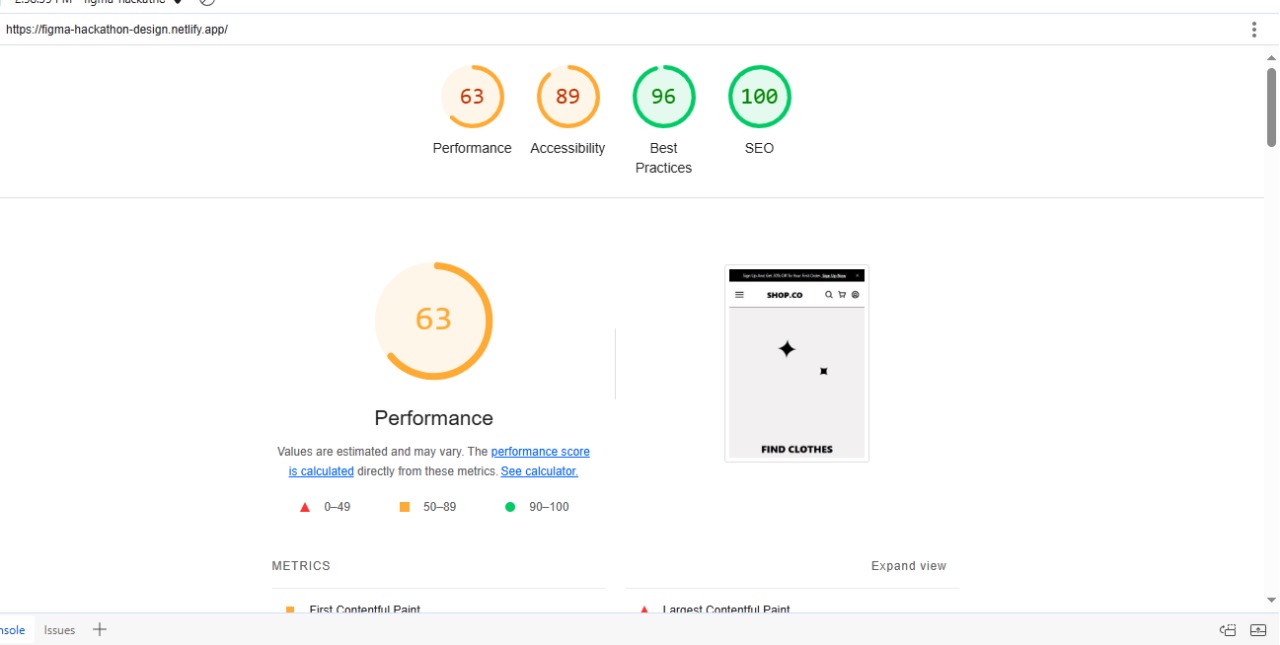 2:58:39 PM - figma-hackatho
https://figma-hackathon-design.netlify.app/
63 89 96 100
Performance Accessibility Best Practices SEO
63
Performance
Values are estimated and may vary. The performance score
is calculated directly from these metrics. See calculator.
0–49 50–89 90–100
Sign Up And Get 20% Off To Your First Order. Sign Up Now
SHOP.CO
FIND CLOTHES
METRICS
Expand view
First Contentful Paint
Largest Contentful Paint
nsole Issues